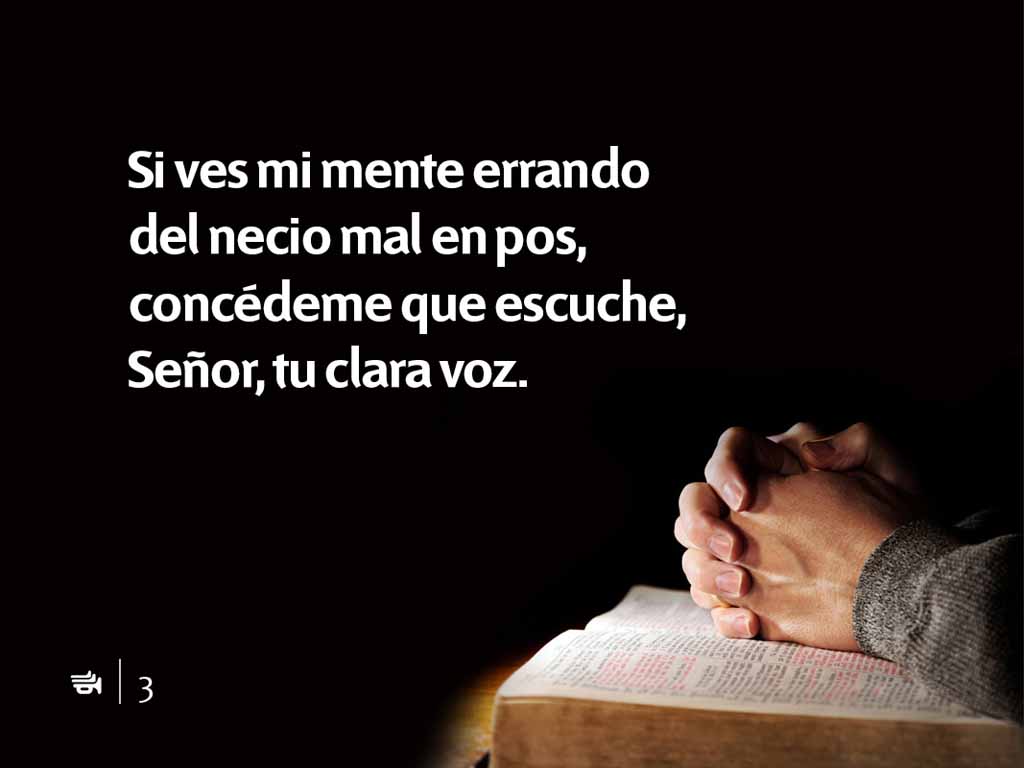 Si ves mi mente errando
del necio mal en pos,
concédeme que escuche,
Señor, tu clara voz.
3